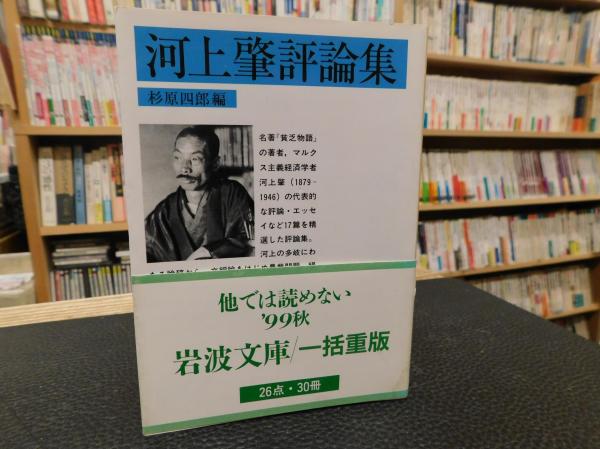 河上肇評論集
杉原四郎編
名著『貧乏物語』
の著者,マルク
ス主義経済学者
河上肇(1879-
1946)の代表的
な評論・エッセ
イなど17篇を精
選した評論集。
河上の多岐にわ
他では読めない
'99秋
岩波文庫/一括重版
26点・30冊